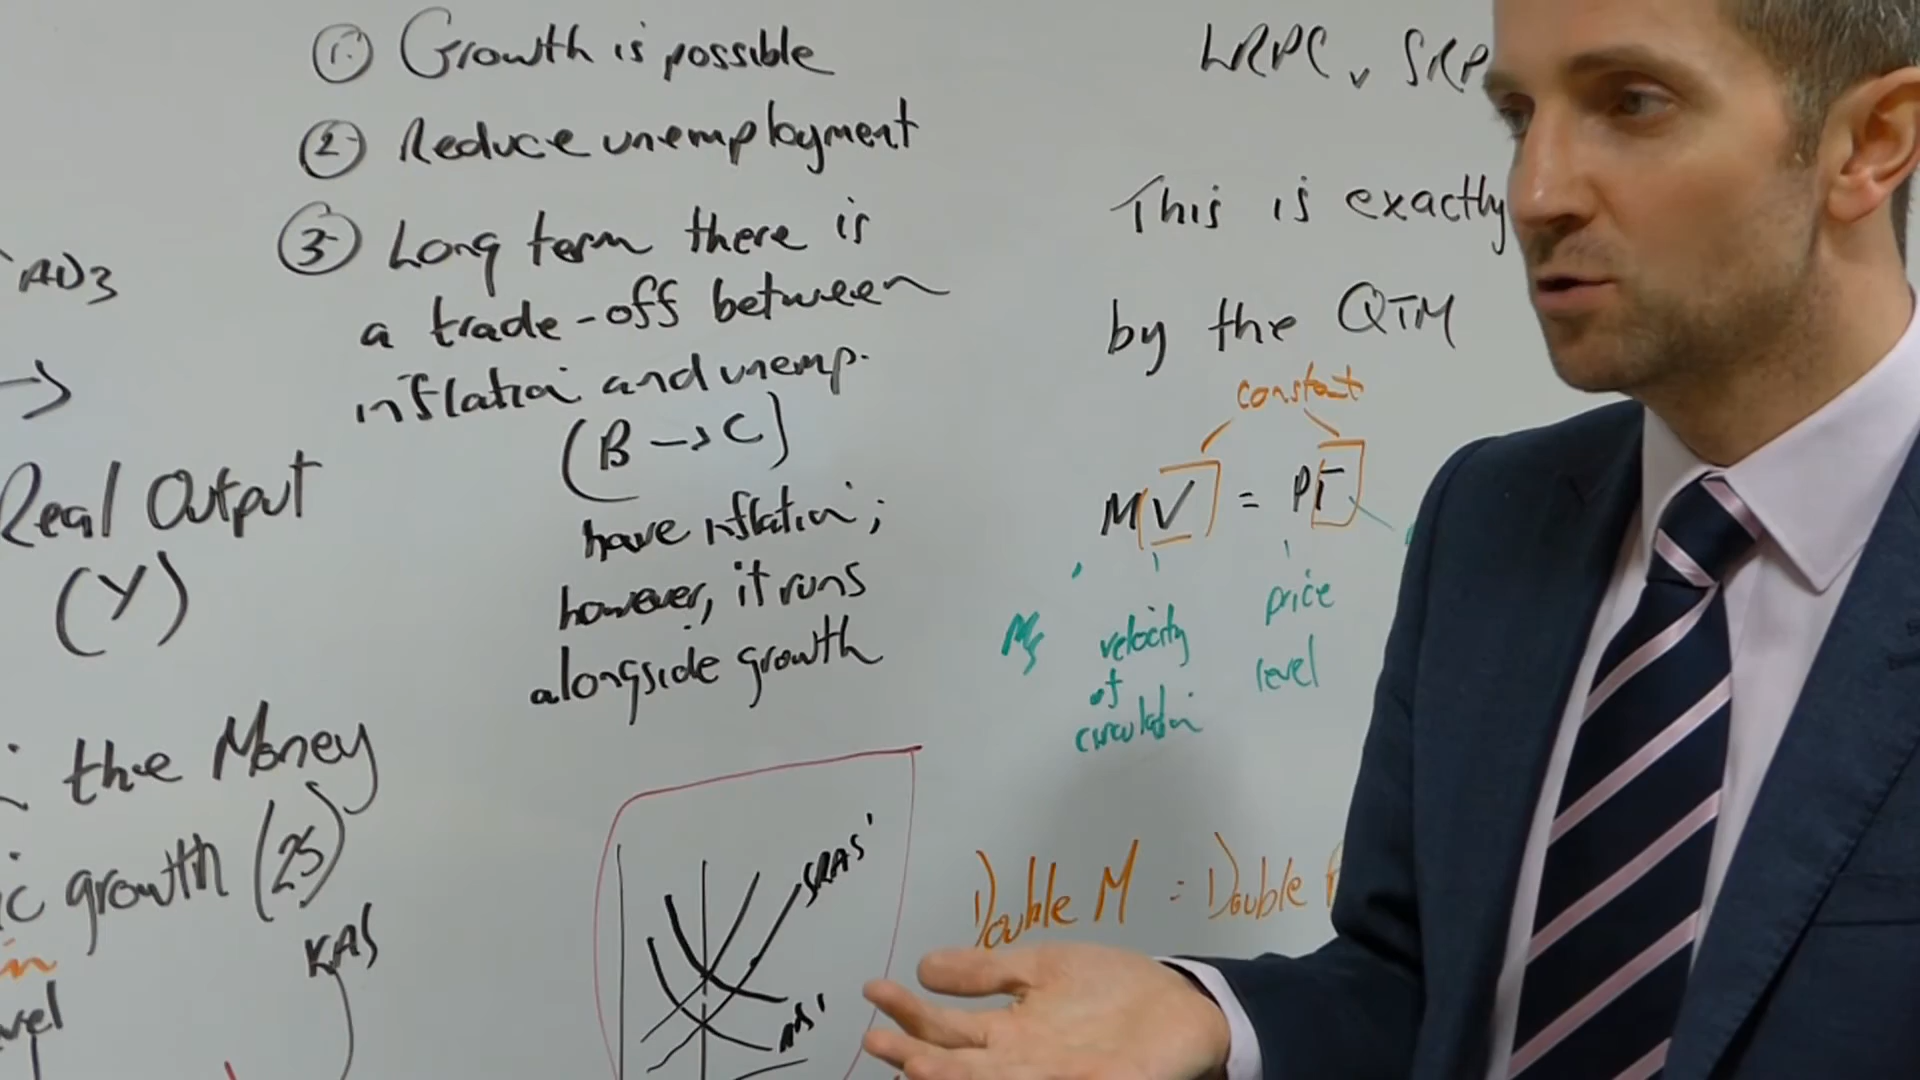 ① Growth is possible
② Reduce unemployment
③ Long term there is
a trade-off between
inflation and unemp.
(B → C)
have inflation;
however, it runs
alongside growth
AD3
Real Output
(Y)
the Money
growth (25)
KAS
SRAS'
LRPC v SRP
This is exactly
by the QTM
constant
MV = PT
Ms
velocity
of
circulation
price
level
Double M = Double